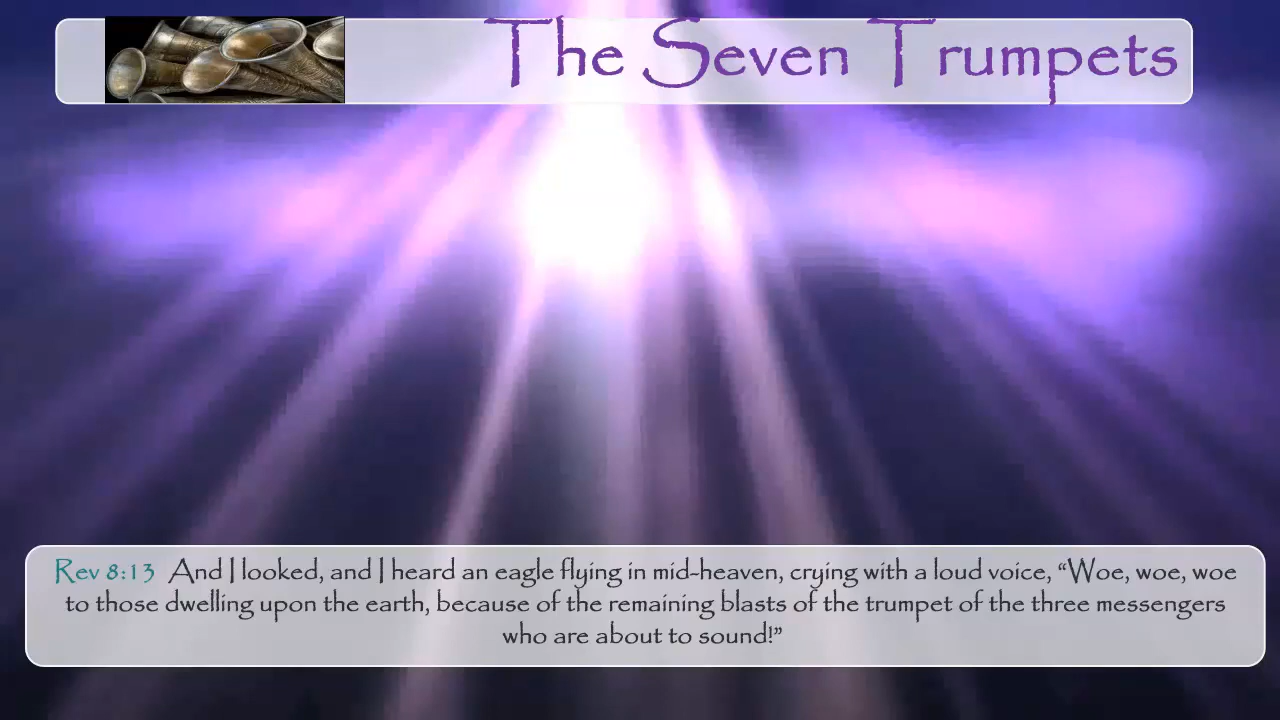 The Seven Trumpets
Rev 8:13 And I looked, and I heard an eagle flying in mid-heaven, crying with a loud voice, “Woe, woe, woe
to those dwelling upon the earth, because of the remaining blasts of the trumpet of the three messengers
who are about to sound!”